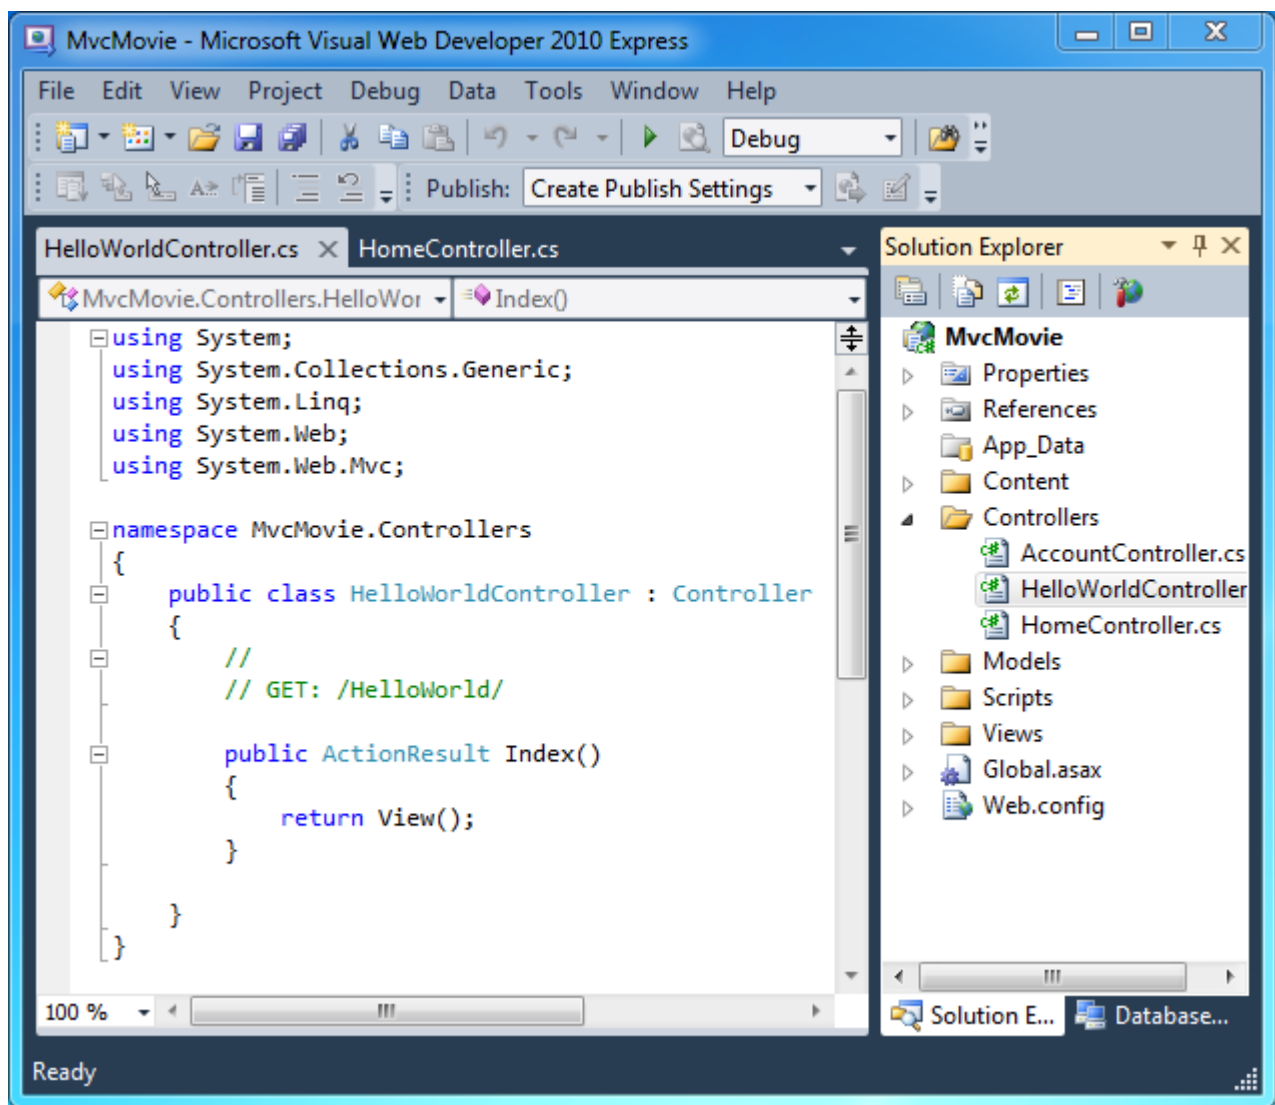 MvcMovie - Microsoft Visual Web Developer 2010 Express
File Edit View Project Debug Data Tools Window Help
Debug
Publish: Create Publish Settings
HelloWorldController.cs HomeController.cs
MvcMovie.Controllers.HelloWor Index()
using System;
using System.Collections.Generic;
using System.Linq;
using System.Web;
using System.Web.Mvc;
namespace MvcMovie.Controllers
{
public class HelloWorldController : Controller
{
//
// GET: /HelloWorld/
public ActionResult Index()
{
return View();
}
}
}
100 %
Solution Explorer
MvcMovie
Properties
References
App_Data
Content
Controllers
AccountController.cs
HelloWorldController
HomeController.cs
Models
Scripts
Views
Global.asax
Web.config
Solution E... Database...
Ready